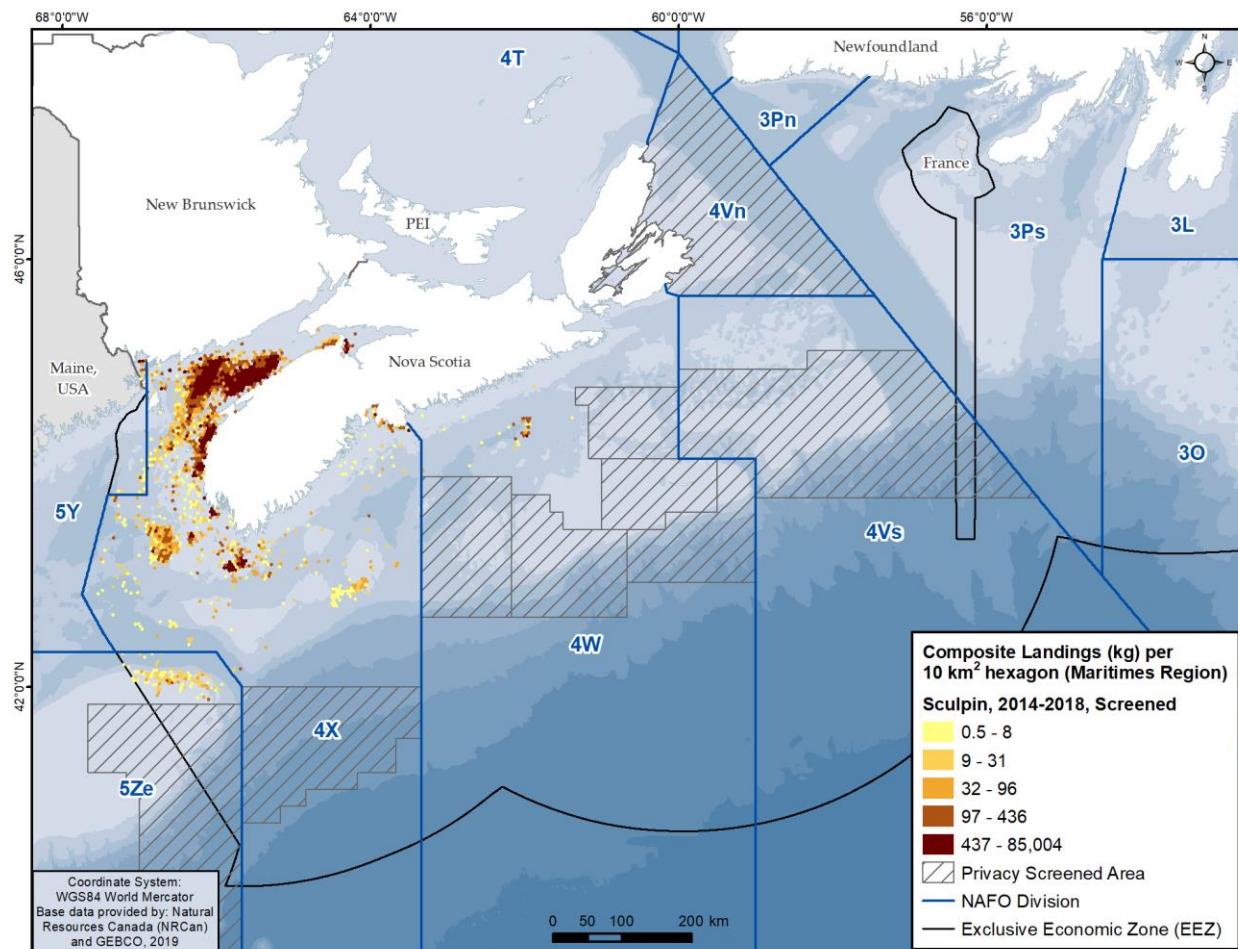 68°0'0"W
64°0'0"W
60°0'0"W
56°0'0"W
4T
Newfoundland
N
W E
S
3Pn
France
New Brunswick
PEI
4Vn
3Ps
3L
46°0'0"N
Maine,
USA
Nova Scotia
3O
5Y
4Vs
4W
42°0'0"N
4X
5Ze
Composite Landings (kg) per
10 km² hexagon (Maritimes Region)
Sculpin, 2014-2018, Screened
0.5 - 8
9 - 31
32 - 96
97 - 436
437 - 85,004
Privacy Screened Area
NAFO Division
Exclusive Economic Zone (EEZ)
Coordinate System:
WGS84 World Mercator
Base data provided by: Natural
Resources Canada (NRCan)
and GEBCO, 2019
0 50 100 200 km